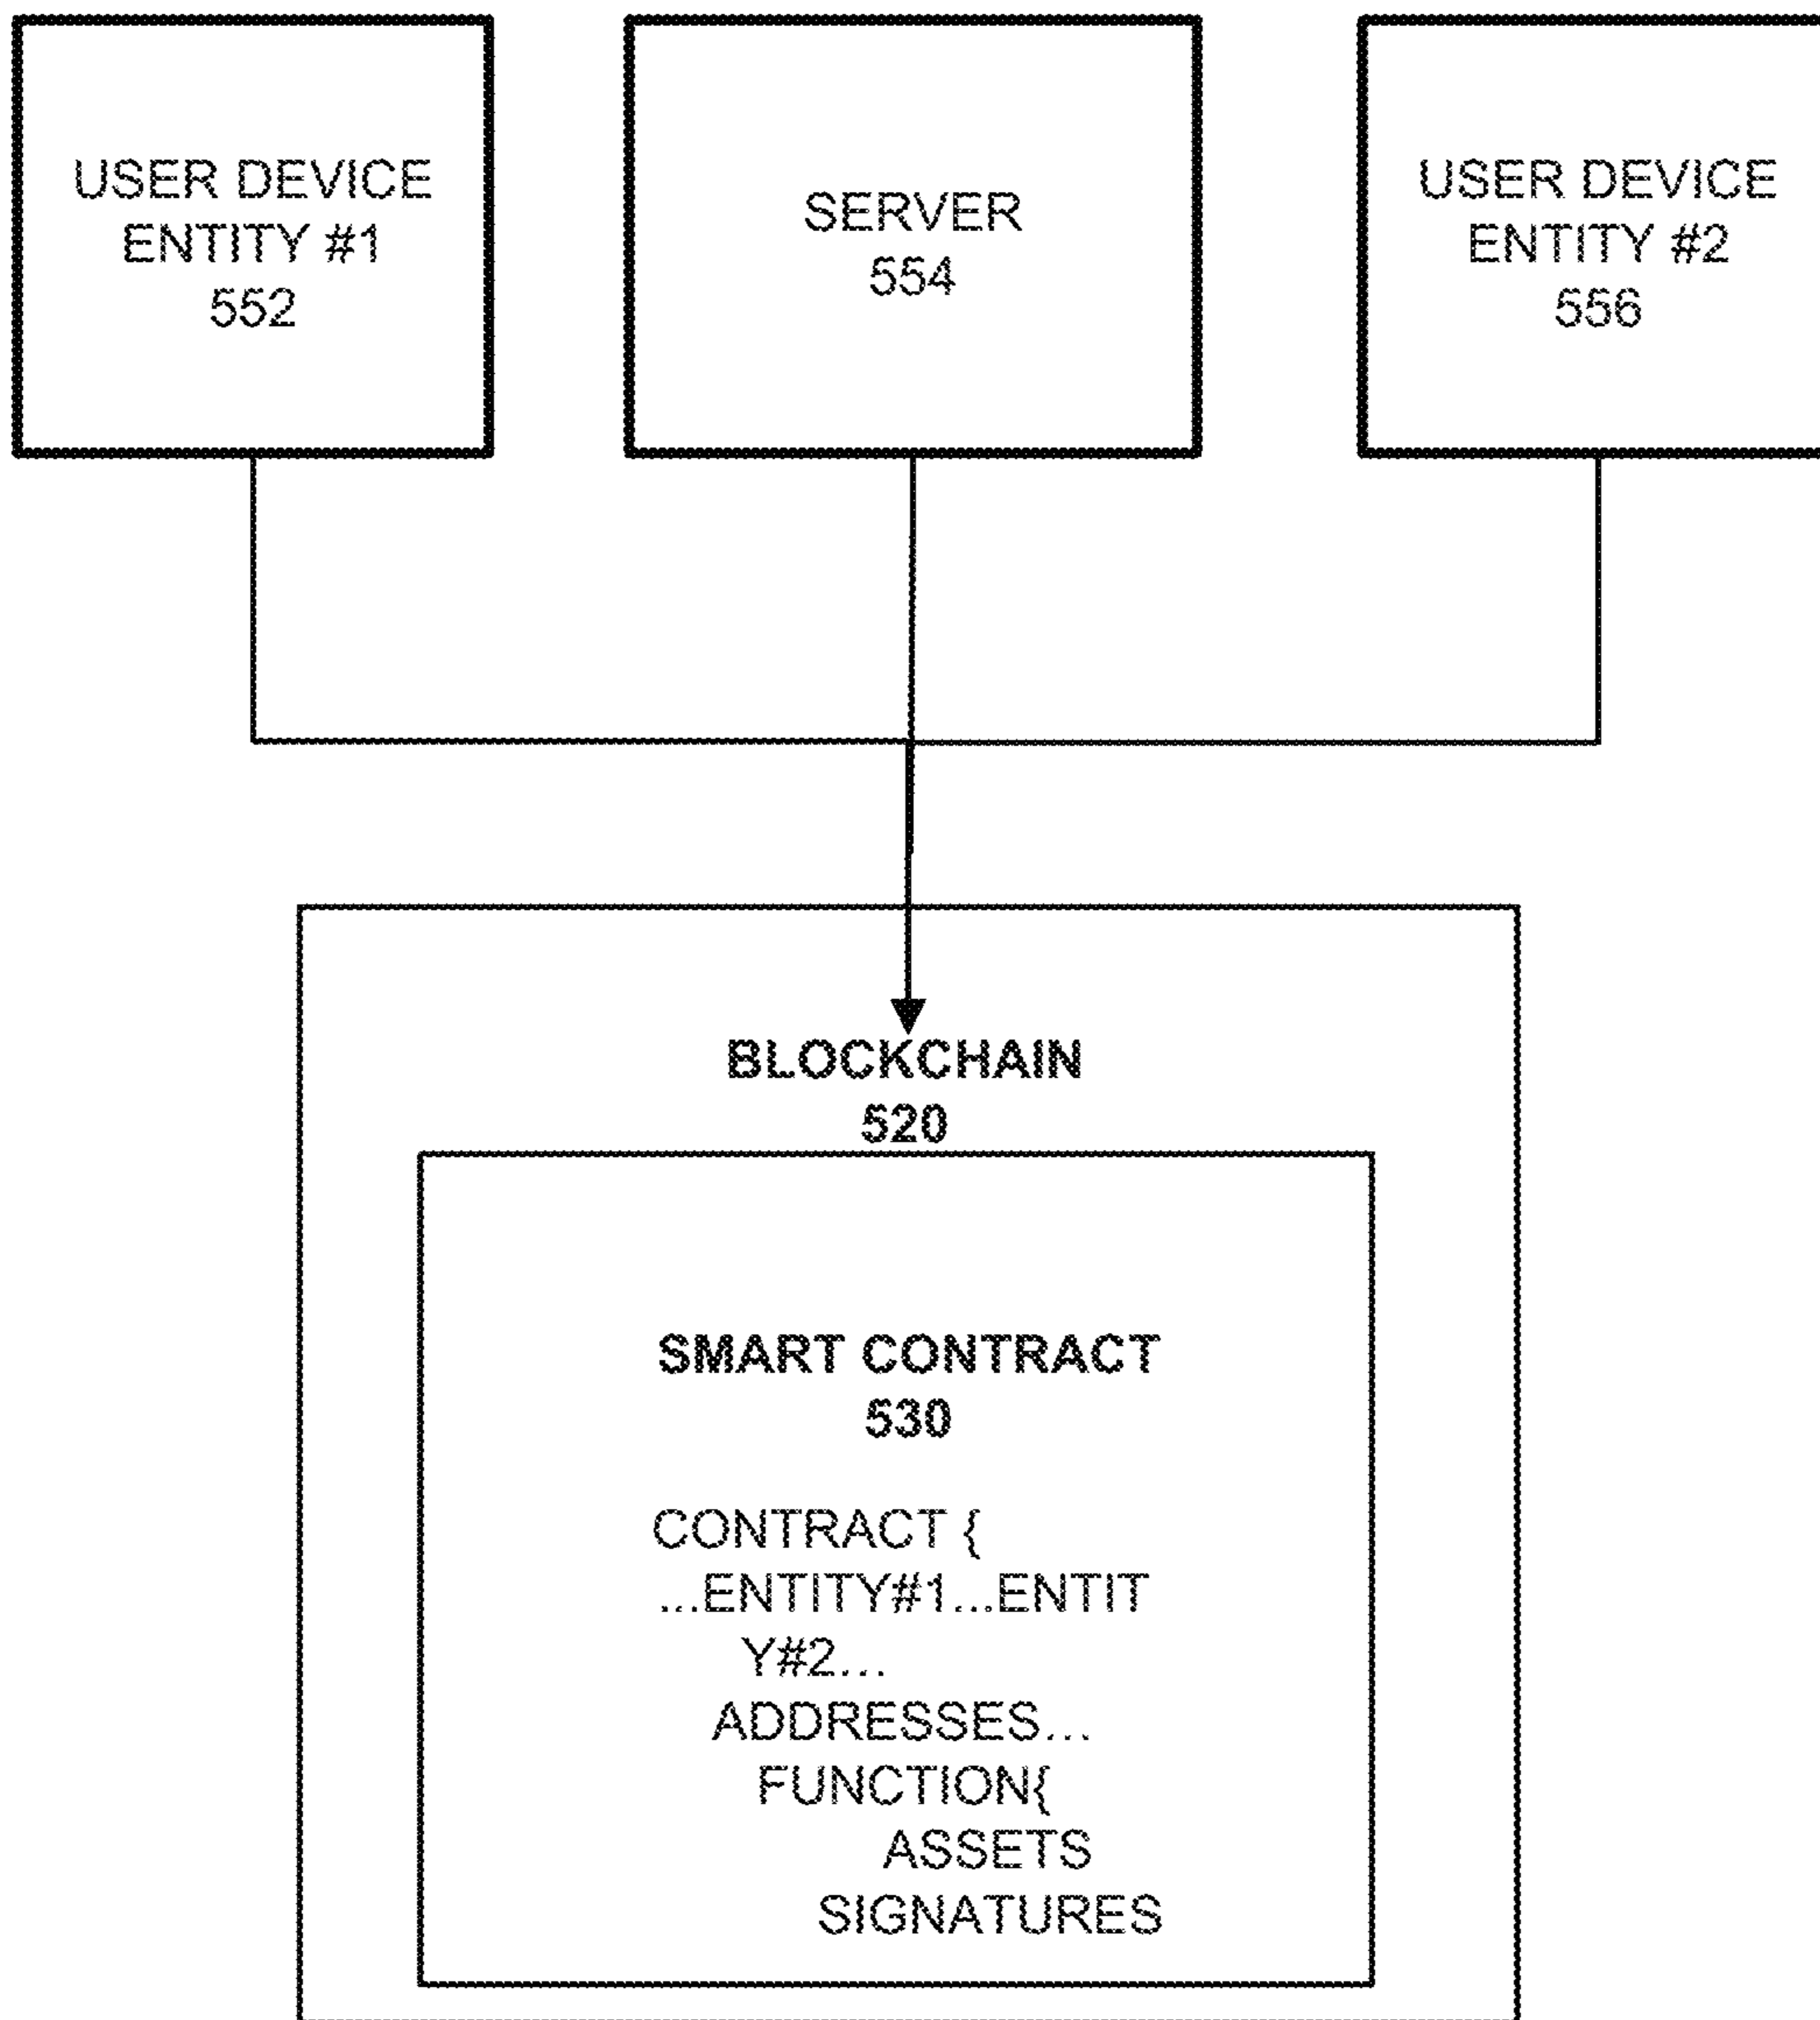 USER DEVICE
ENTITY #1
552
SERVER
554
USER DEVICE
ENTITY #2
556
BLOCKCHAIN
520
SMART CONTRACT
530
CONTRACT {
...ENTITY#1...ENTIT
Y#2...
ADDRESSES...
FUNCTION{
ASSETS
SIGNATURES